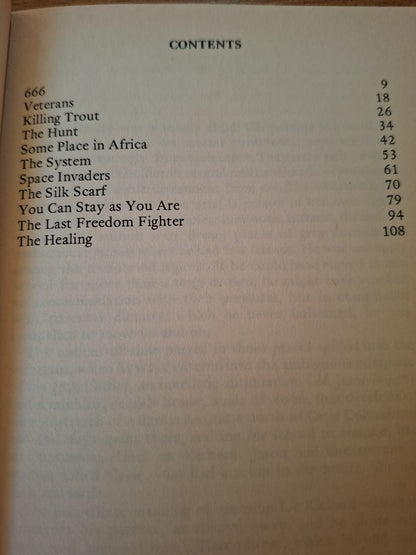 CONTENTS
666 9
Veterans 18
Killing Trout 26
The Hunt 34
Some Place in Africa 42
The System 53
Space Invaders 61
The Silk Scarf 70
You Can Stay as You Are 79
The Last Freedom Fighter 94
The Healing 108